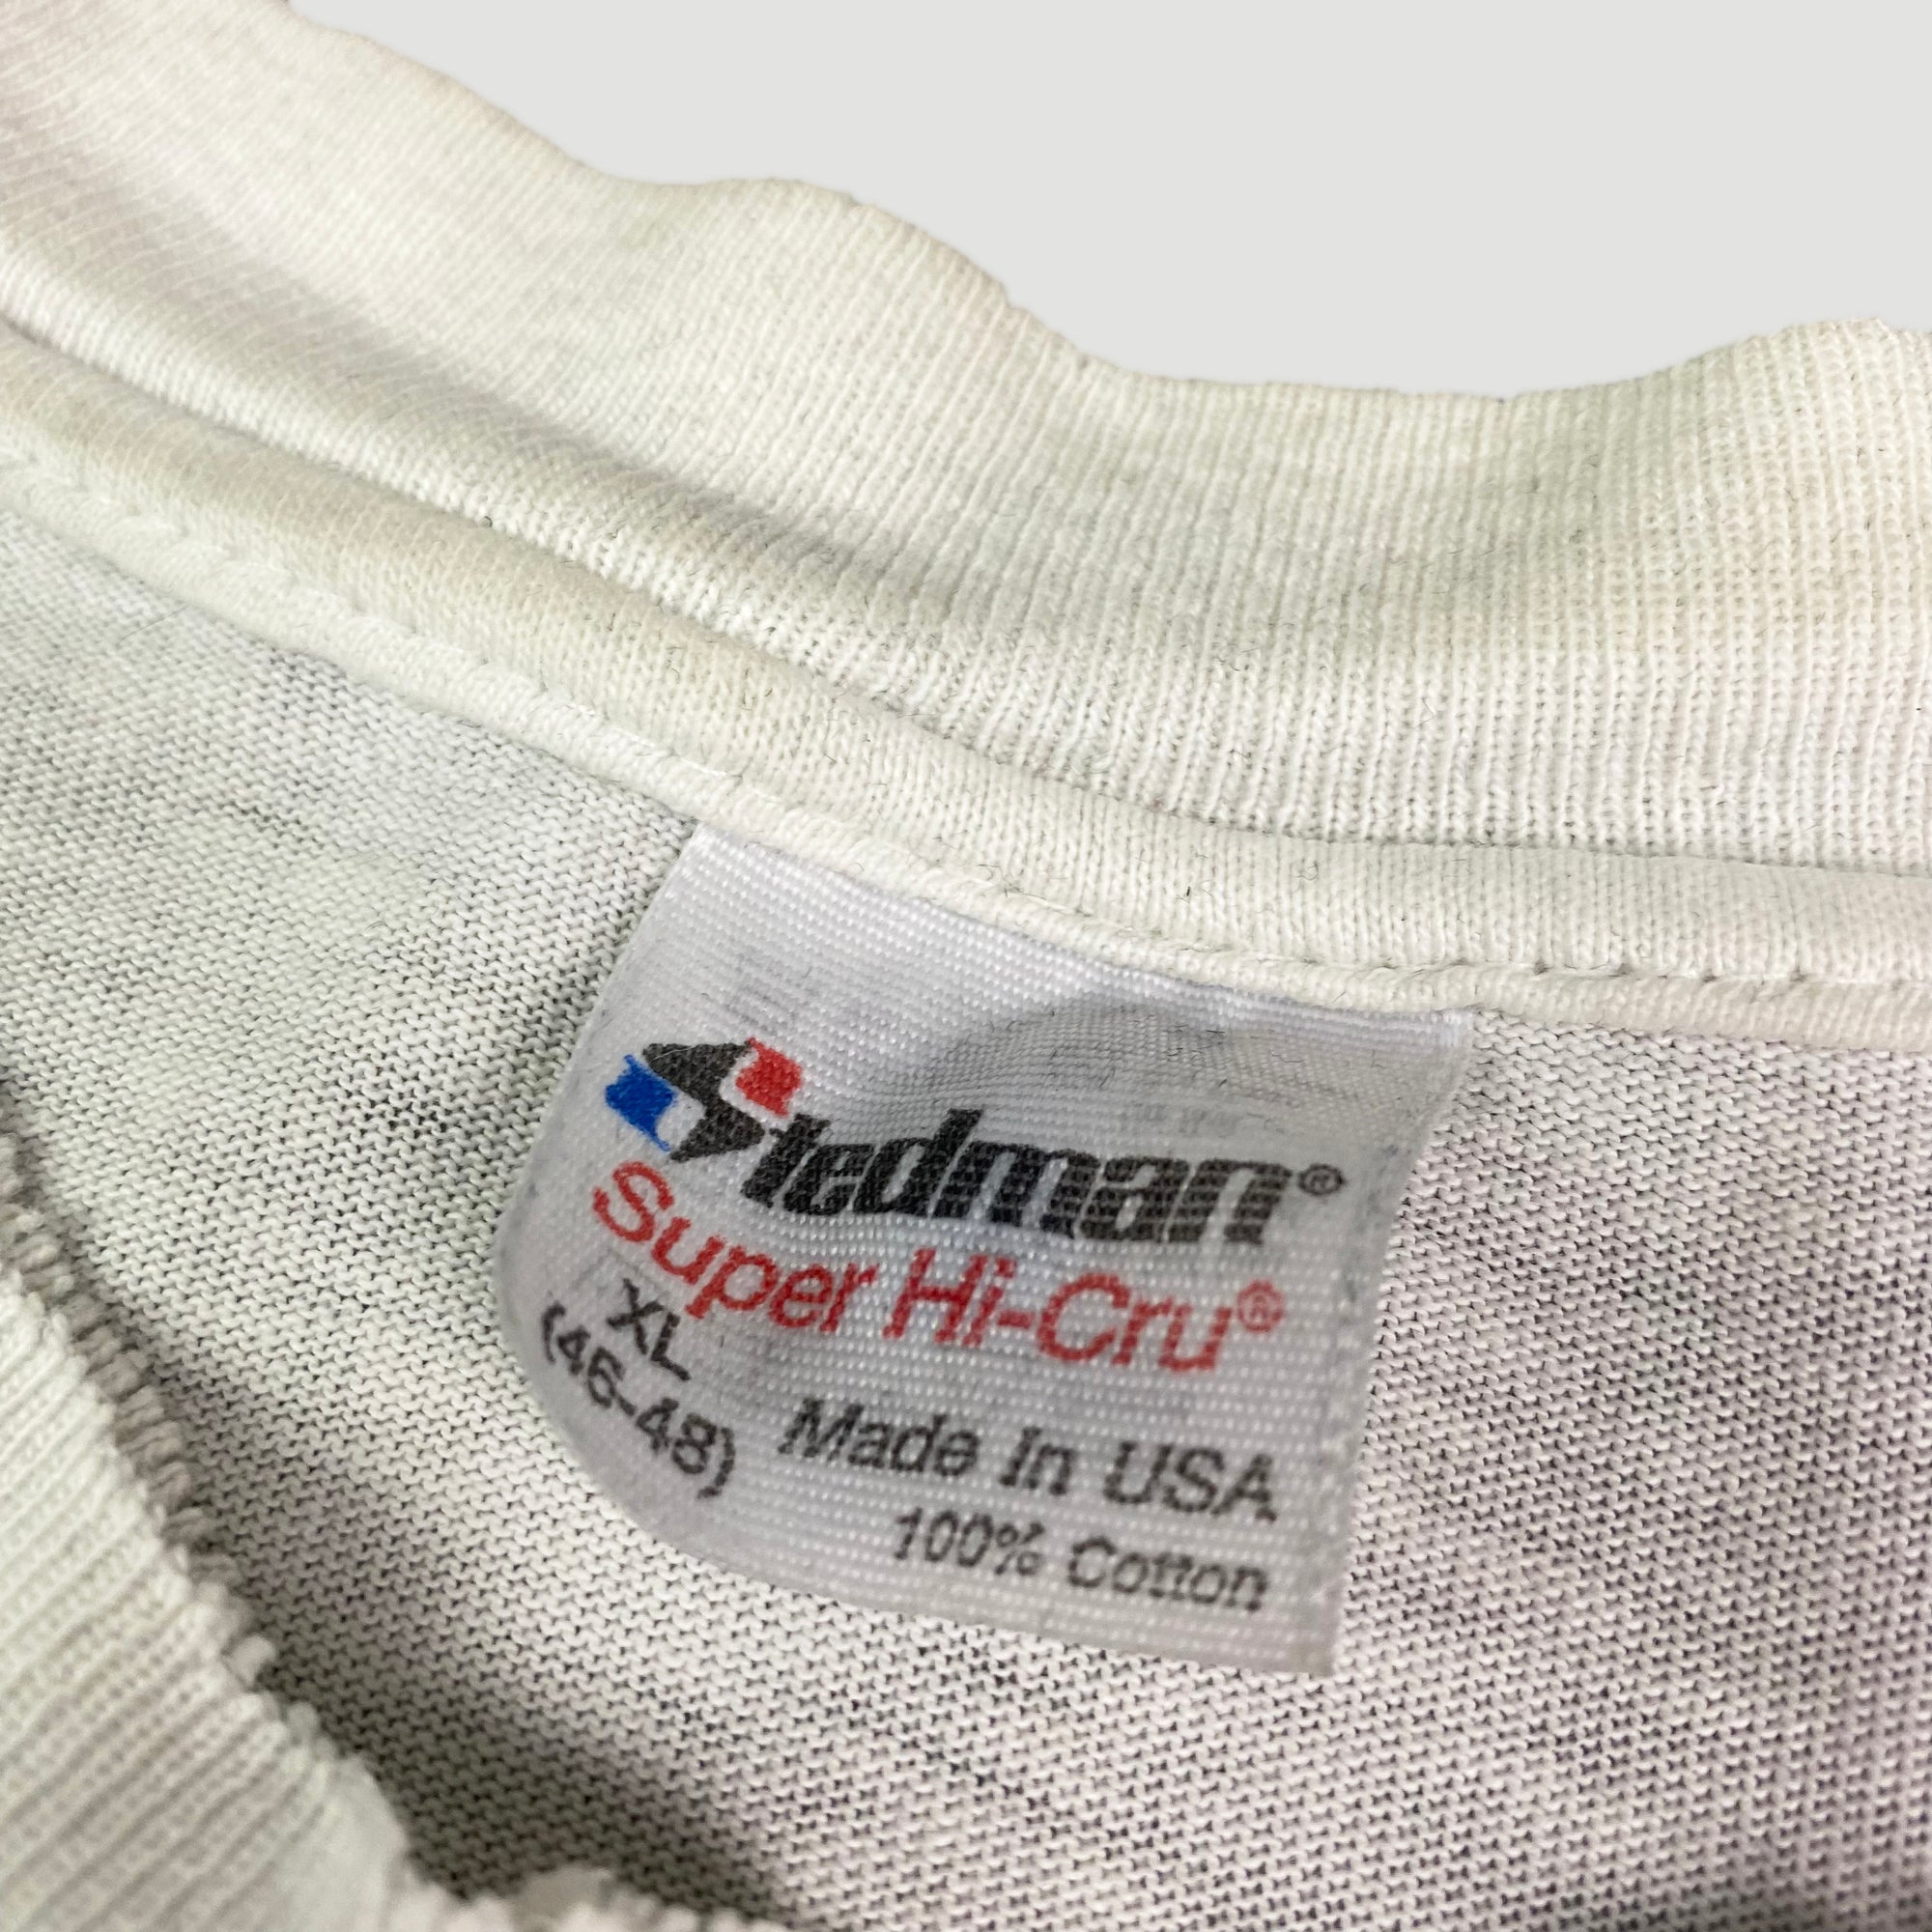 Stedman®
Super Hi-Cru®
XL
(46-48)
Made In USA
100% Cotton